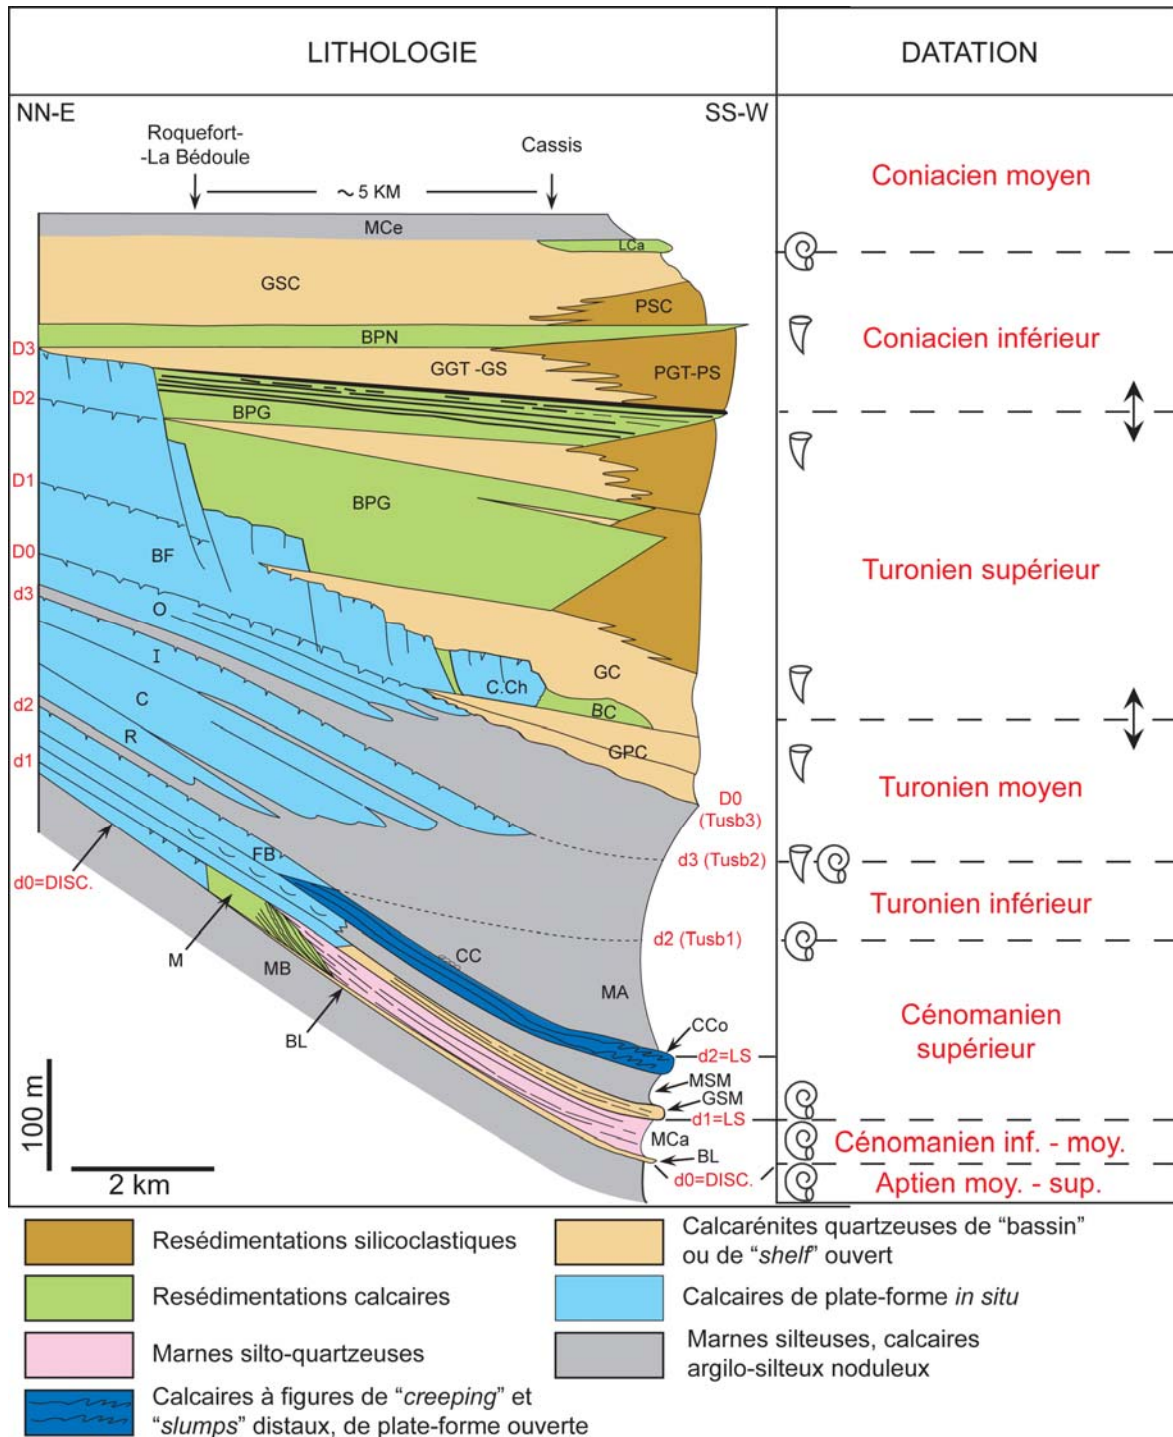 LITHOLOGIE
DATATION
NN-E
SS-W
Roquefort-
-La Bédoule
Cassis
~ 5 KM
MCe
LCa
GSC
PSC
BPN
D3
GGT -GS
PGT-PS
D2
BPG
D1
BPG
BF
D0
d3
O
I
GC
C.Ch
C
BC
d2
R
GPC
d1
D0
(Tusb3)
FB
d3 (Tusb2)
d0=DISC.
d2 (Tusb1)
M
CC
MB
MA
BL
CCo
d2=LS
MSM
GSM
d1=LS
MCa
BL
d0=DISC.
100 m
2 km
Coniacien moyen
Coniacien inférieur
Turonien supérieur
Turonien moyen
Turonien inférieur
Cénomanien
supérieur
Cénomanien inf. - moy.
Aptien moy. - sup.
Resédimentations silicoclastiques
Resédimentations calcaires
Marnes silto-quartzeuses
Calcaires à figures de “creeping” et
“slumps” distaux, de plate-forme ouverte
Calcarénites quartzeuses de “bassin”
ou de “shelf” ouvert
Calcaires de plate-forme in situ
Marnes silteuses, calcaires
argilo-silteux noduleux